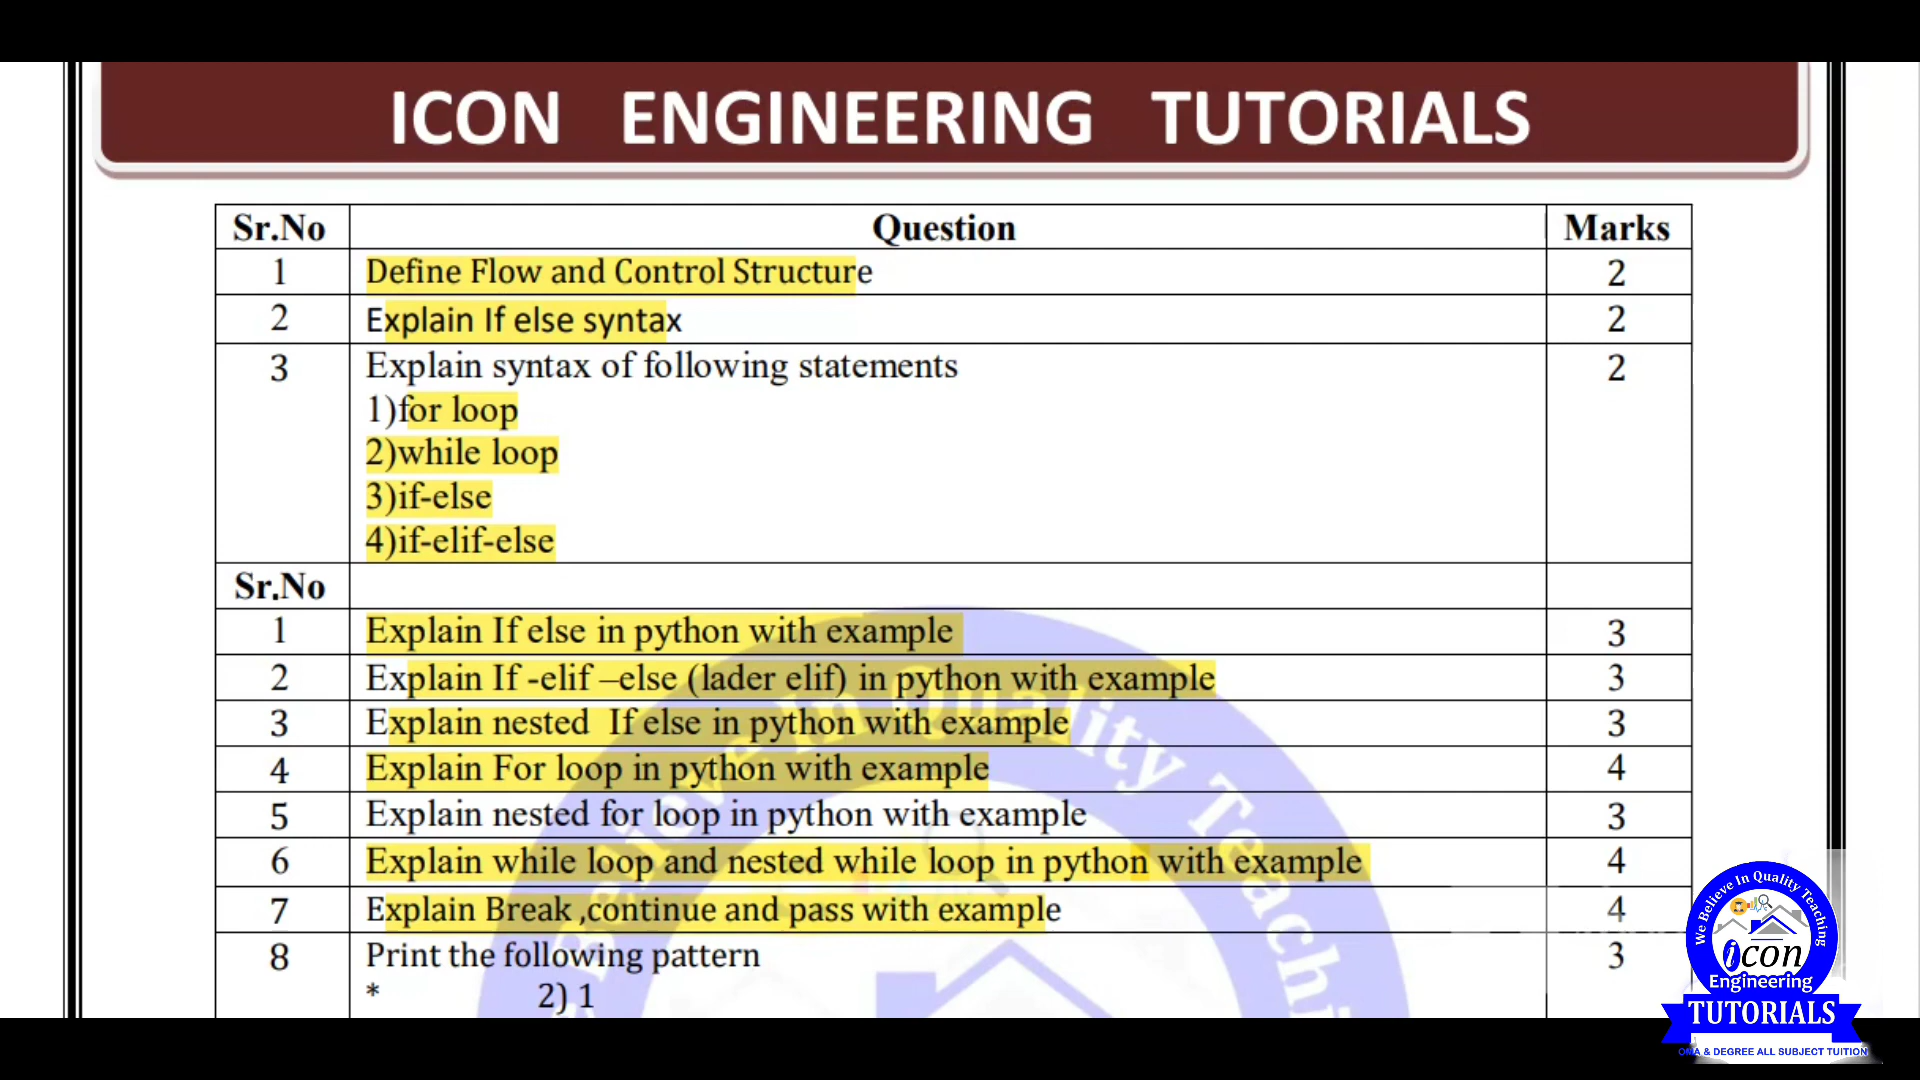 ICON ENGINEERING TUTORIALS
Sr.No Question Marks
1 Define Flow and Control Structure 2
2 Explain If else syntax 2
3 Explain syntax of following statements 2
1)for loop
2)while loop
3)if-else
4)if-elif-else
Sr.No
1 Explain If else in python with example 3
2 Explain If -elif –else (lader elif) in python with example 3
3 Explain nested If else in python with example 3
4 Explain For loop in python with example 4
5 Explain nested for loop in python with example 3
6 Explain while loop and nested while loop in python with example 4
7 Explain Break ,continue and pass with example 4
8 Print the following pattern 3
* 2) 1
Believe In Quality Teachi
We Believe In Quality Teaching
icon
Engineering
TUTORIALS
& DEGREE ALL SUBJECT TUITION